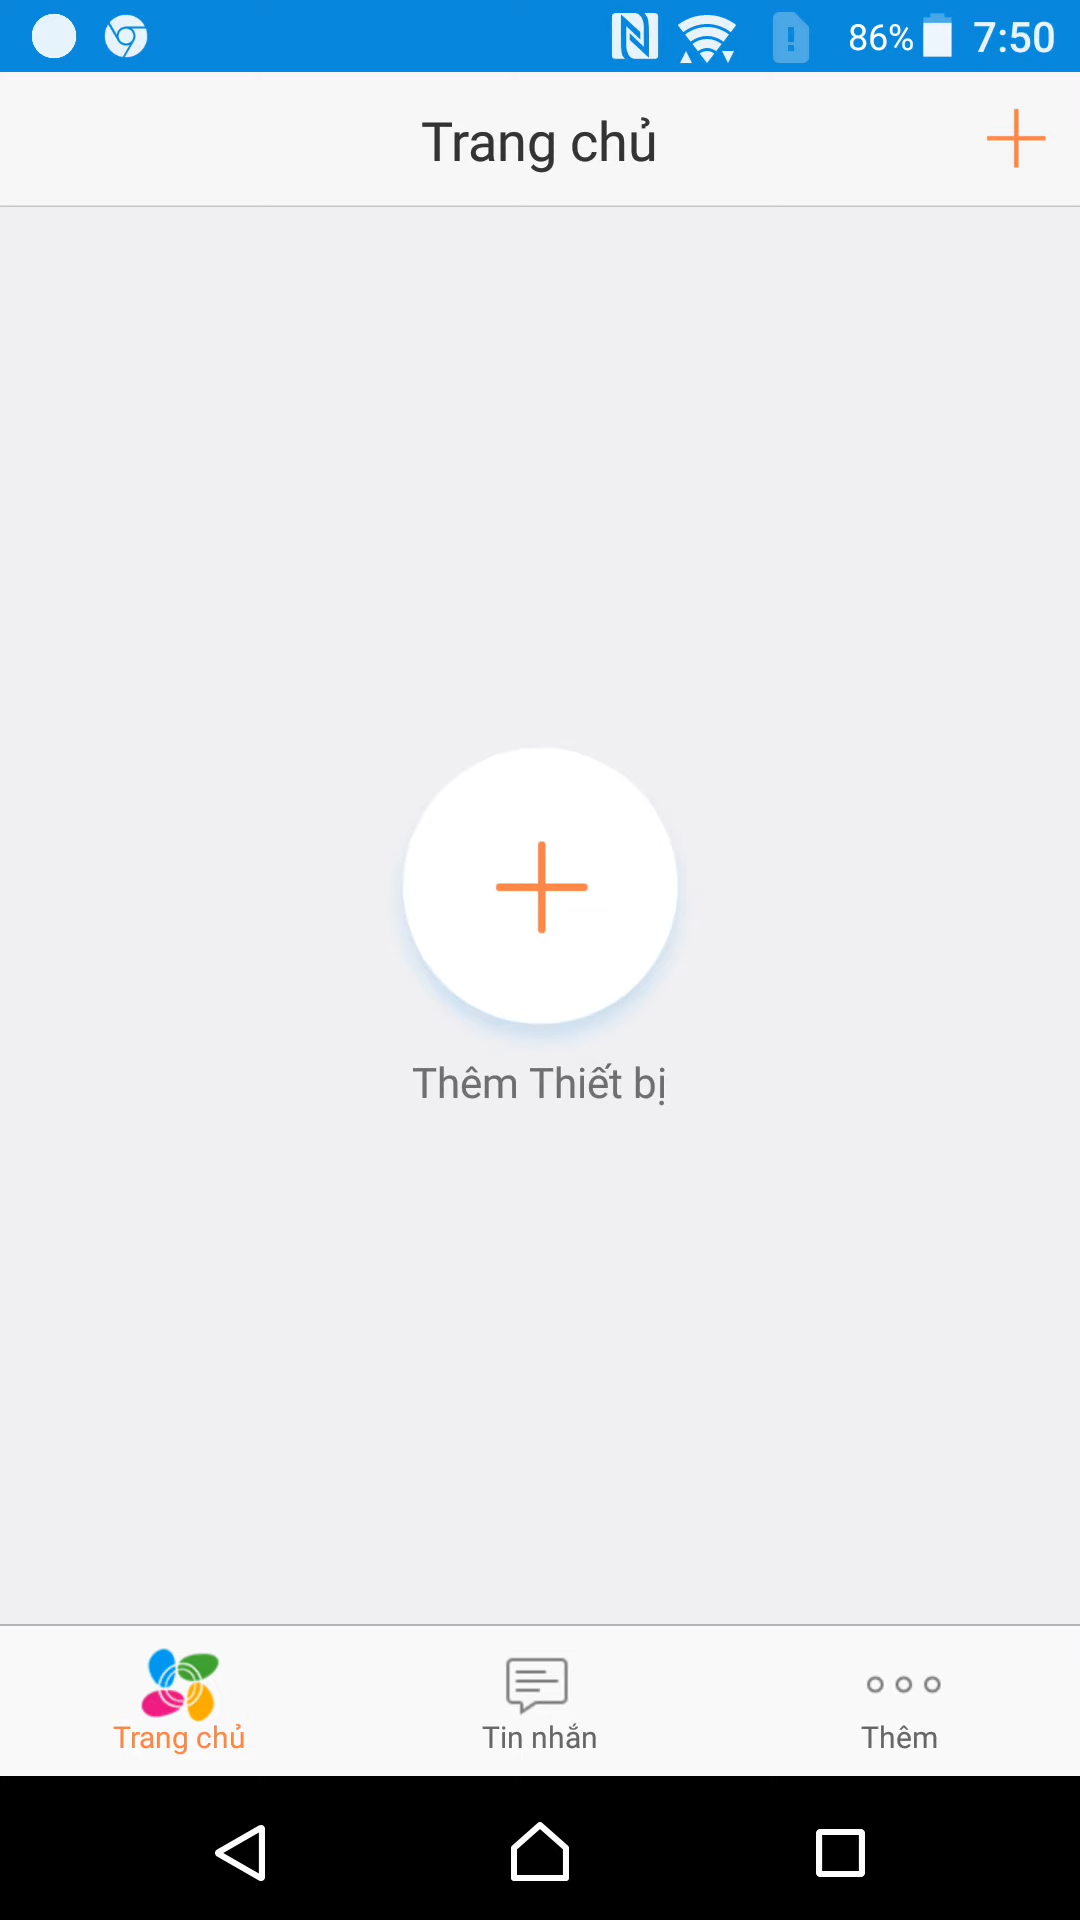 86% 7:50
Trang chủ
Thêm Thiết bị
Trang chủ
Tin nhắn
Thêm